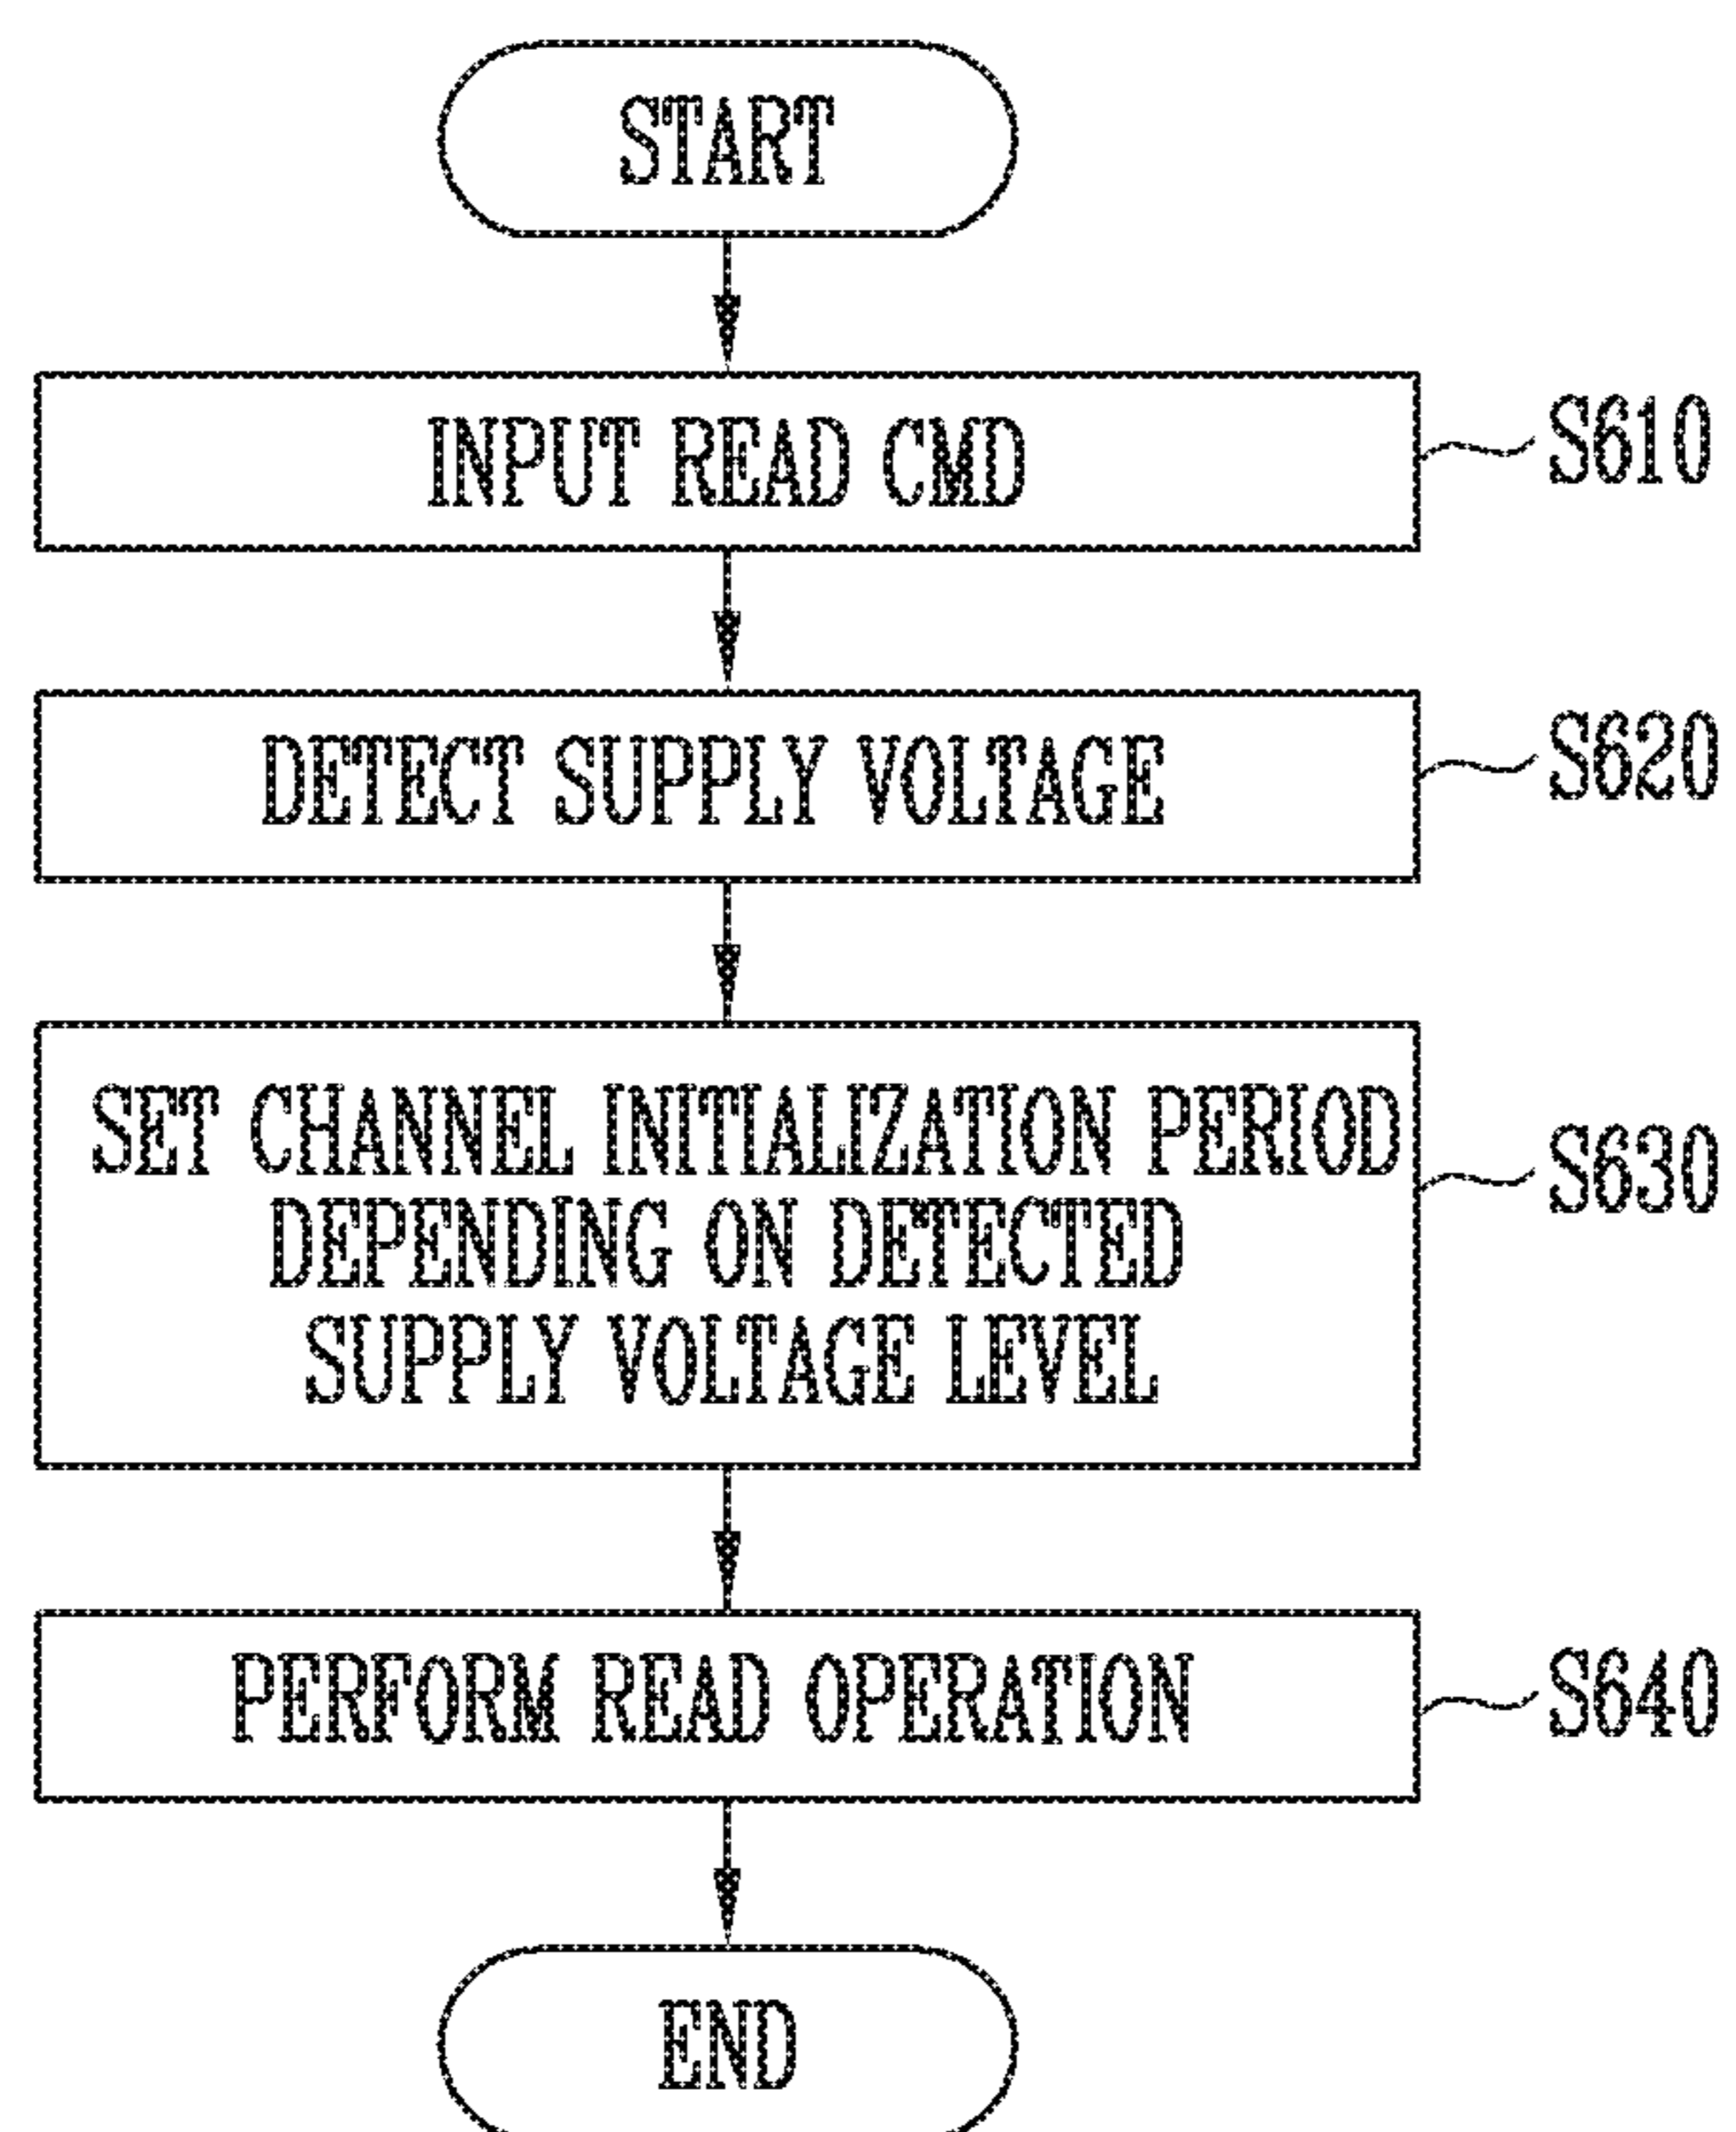 START
INPUT READ CMD
S610
DETECT SUPPLY VOLTAGE
S620
SET CHANNEL INITIALIZATION PERIOD
DEPENDING ON DETECTED
SUPPLY VOLTAGE LEVEL
S630
PERFORM READ OPERATION
S640
END